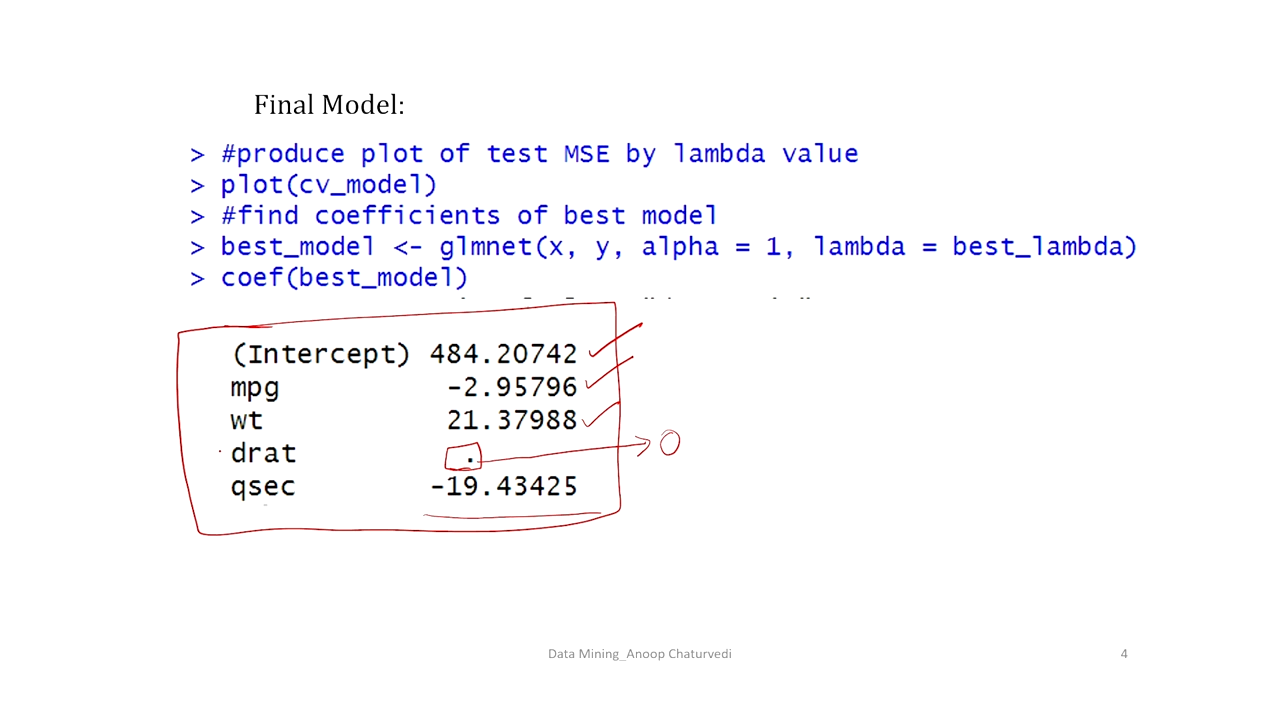 Final Model:
> #produce plot of test MSE by lambda value
> plot(cv_model)
> #find coefficients of best model
> best_model <- glmnet(x, y, alpha = 1, lambda = best_lambda)
> coef(best_model)
(Intercept) 484.20742
mpg -2.95796
wt 21.37988
drat . 0
qsec -19.43425
Data Mining_Anoop Chaturvedi 4